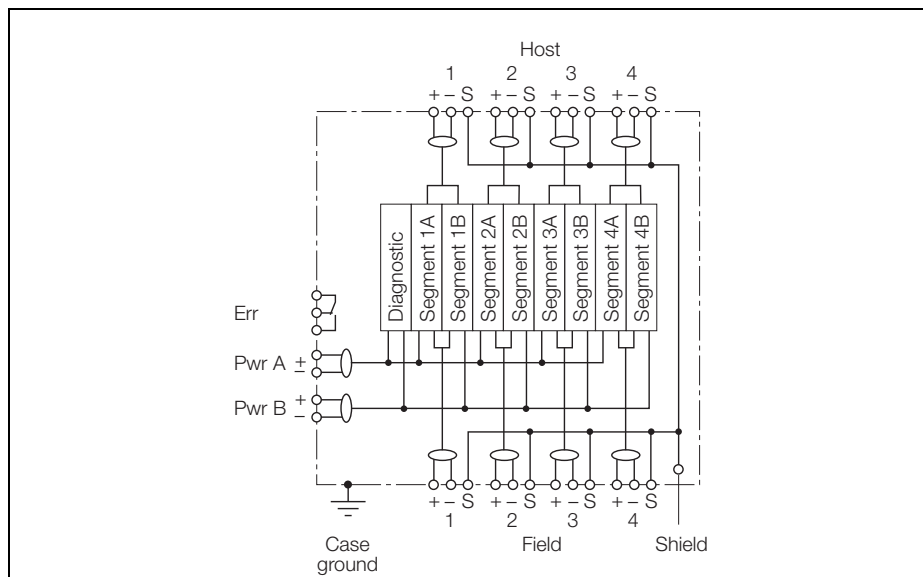 Host
1 2 3 4
+ − S + − S + − S + − S
Diagnostic
Segment 1A
Segment 1B
Segment 2A
Segment 2B
Segment 3A
Segment 3B
Segment 4A
Segment 4B
Err
Pwr A + −
Pwr B + −
+ − S + − S + − S + − S
1 2 3 4
Case ground
Field
Shield